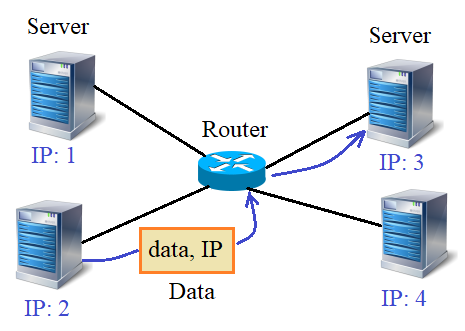 Server
Server
IP: 1
Router
IP: 3
data, IP
Data
IP: 2
IP: 4